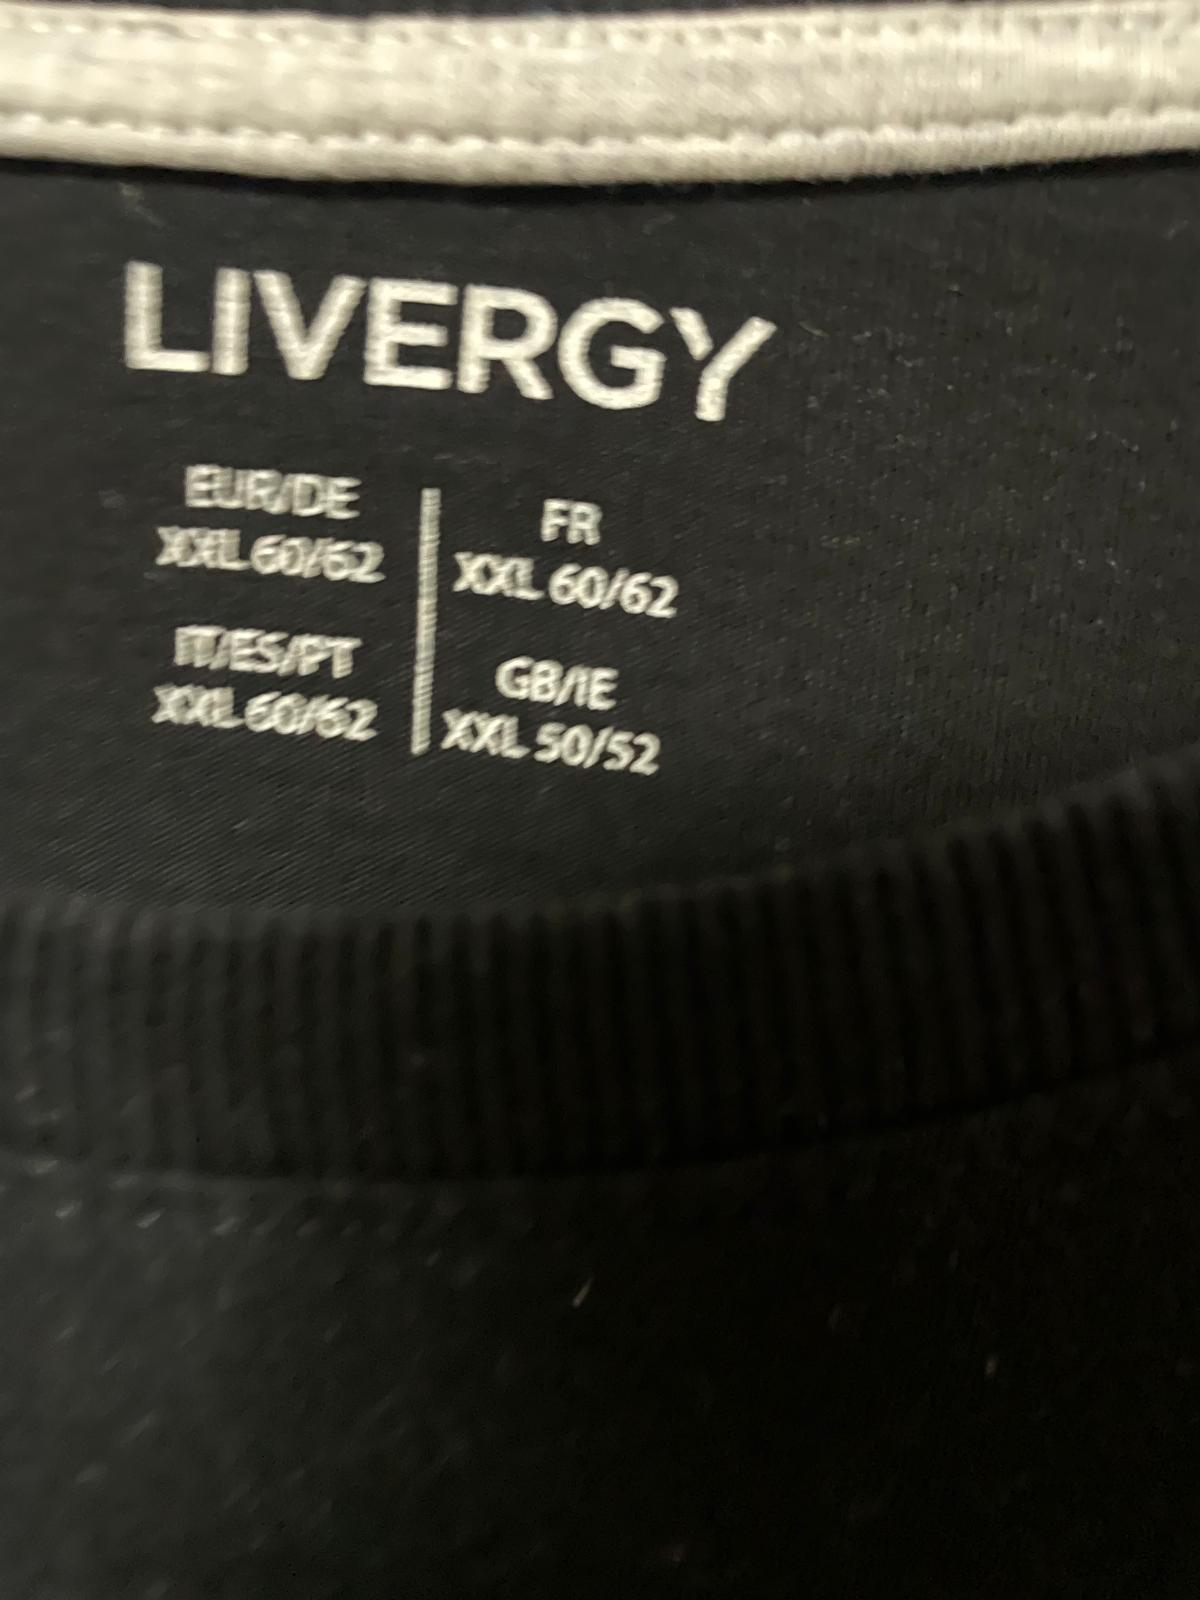 LIVERGY
EUR/DE
XXL 60/62
IT/ES/PT
XXL 60/62
FR
XXL 60/62
GB/IE
XXL 50/52